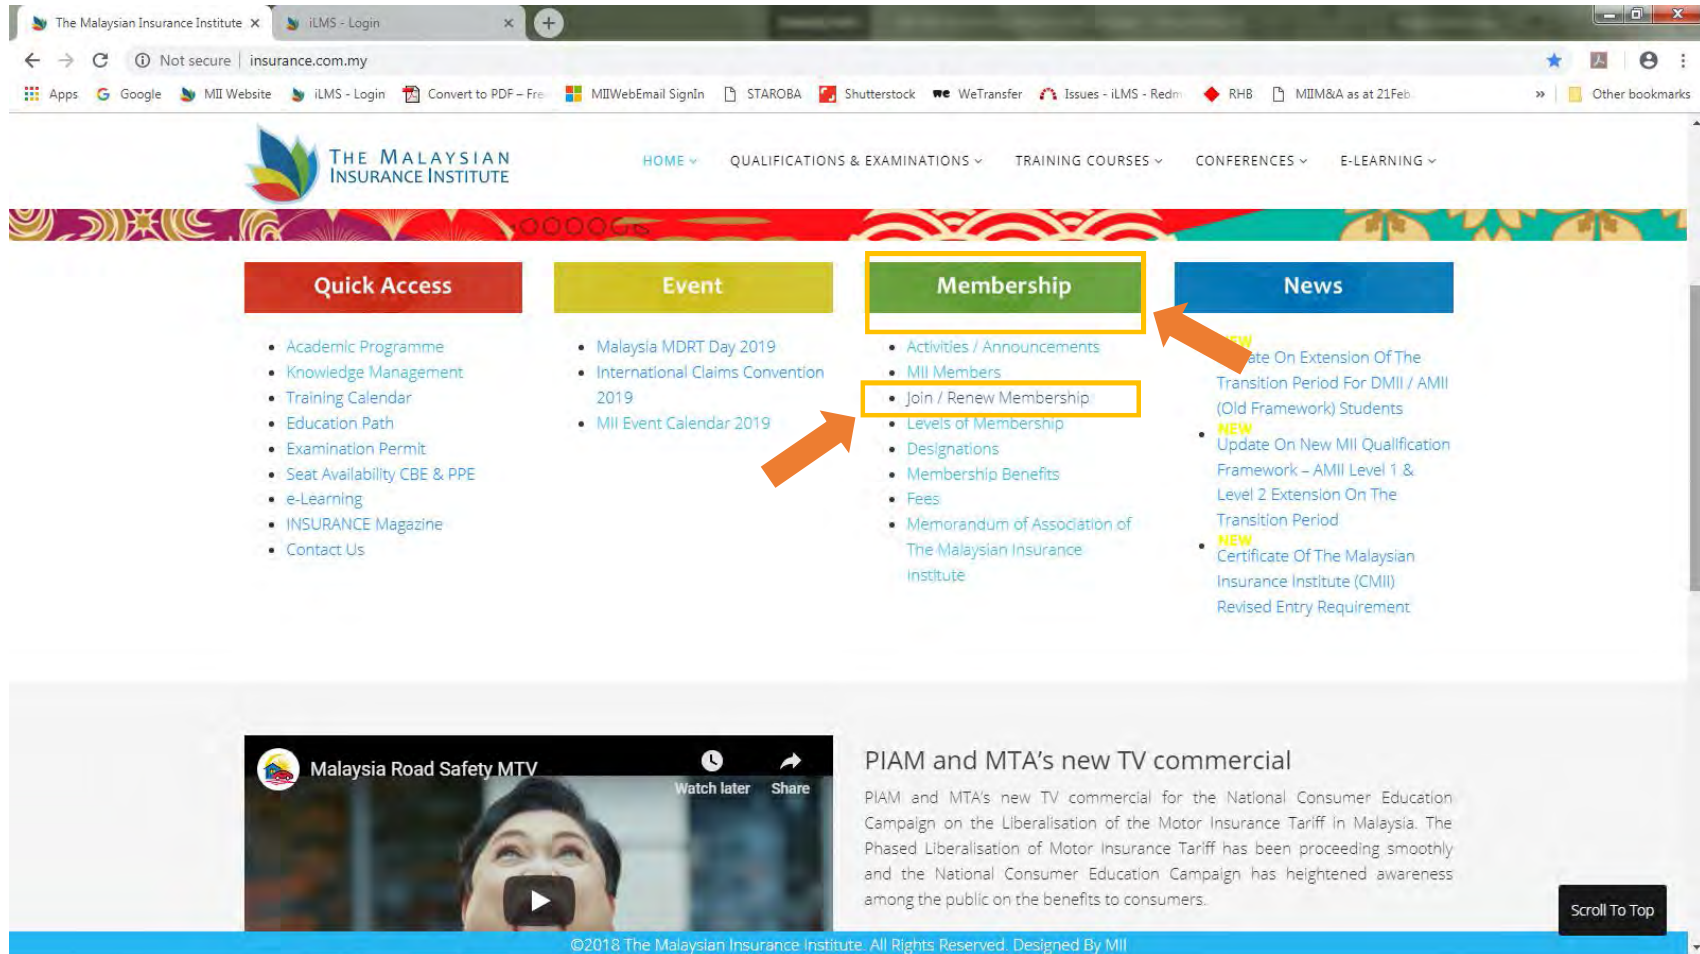 The Malaysian Insurance Institute
iLMS - Login
Not secure | insurance.com.my
Apps
Google
MII Website
iLMS - Login
Convert to PDF – Fre
MIIWebEmail SignIn
STAROBA
Shutterstock
WeTransfer
Issues - iLMS - Redm
RHB
MIIM&A as at 21Feb
»
Other bookmarks
THE MALAYSIAN
INSURANCE INSTITUTE
HOME
QUALIFICATIONS & EXAMINATIONS
TRAINING COURSES
CONFERENCES
E-LEARNING
Quick Access
Academic Programme
Knowledge Management
Training Calendar
Education Path
Examination Permit
Seat Availability CBE & PPE
e-Learning
INSURANCE Magazine
Contact Us
Event
Malaysia MDRT Day 2019
International Claims Convention
2019
MII Event Calendar 2019
Membership
Activities / Announcements
MII Members
Join / Renew Membership
Levels of Membership
Designations
Membership Benefits
Fees
Memorandum of Association of
The Malaysian Insurance
Institute
News
NEW
ate On Extension Of The
Transition Period For DMII / AMII
(Old Framework) Students
NEW
Update On New MII Qualification
Framework – AMII Level 1 &
Level 2 Extension On The
Transition Period
NEW
Certificate Of The Malaysian
Insurance Institute (CMII)
Revised Entry Requirement
Malaysia Road Safety MTV
Watch later
Share
PIAM and MTA's new TV commercial
PIAM and MTA's new TV commercial for the National Consumer Education
Campaign on the Liberalisation of the Motor Insurance Tariff in Malaysia. The
Phased Liberalisation of Motor Insurance Tariff has been proceeding smoothly
and the National Consumer Education Campaign has heightened awareness
among the public on the benefits to consumers.
Scroll To Top
©2018 The Malaysian Insurance Institute. All Rights Reserved. Designed By MII